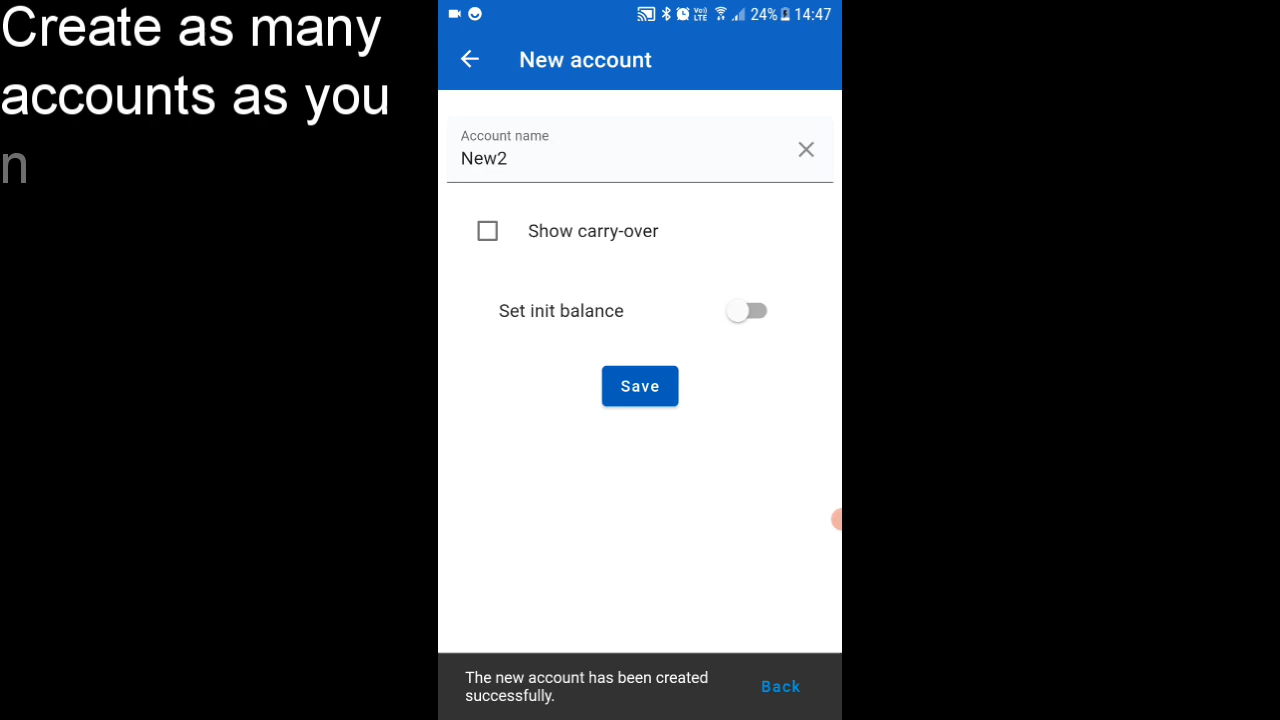 Create as many
accounts as you
n
24% 14:47
New account
Account name
New2
Show carry-over
Set init balance
Save
The new account has been created
successfully.
Back